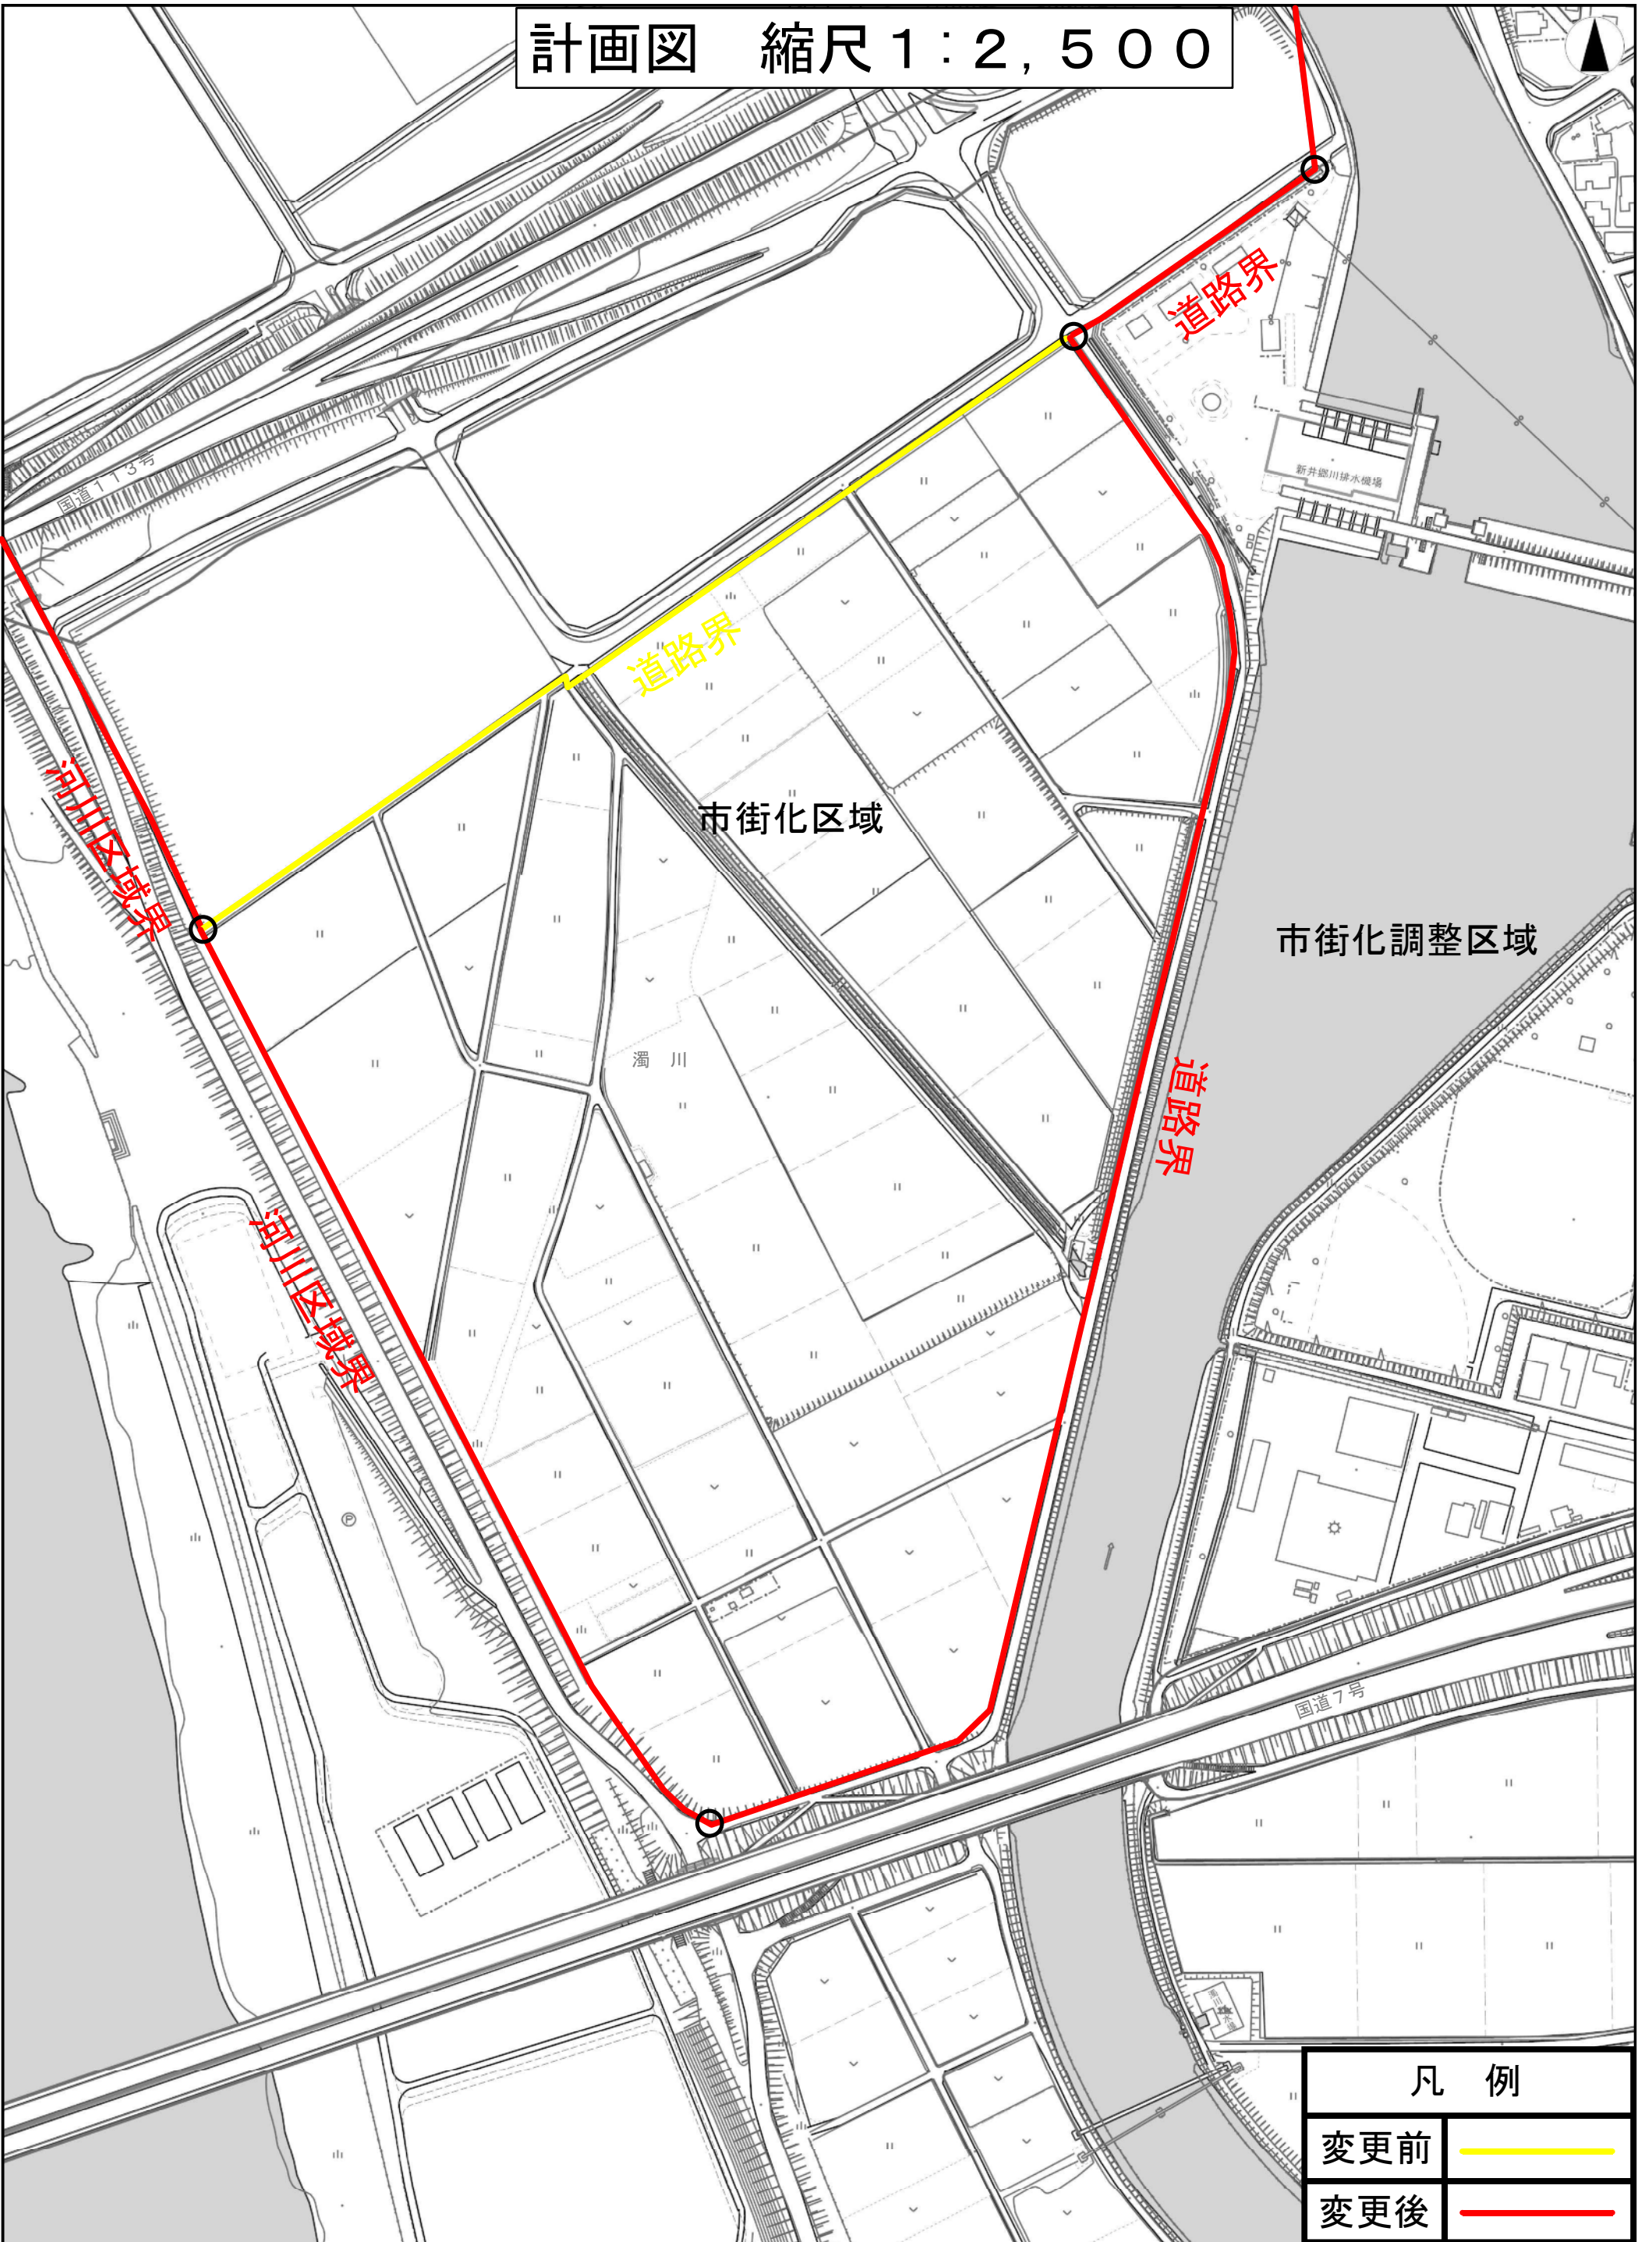 計画図　縮尺１：２，５００
道路界
新井郷川排水機場
国道１１３号
道路界
河川区域界
市街化区域
市街化調整区域
濁　川
道路界
河川区域界
国道７号
凡　例
変更前
変更後